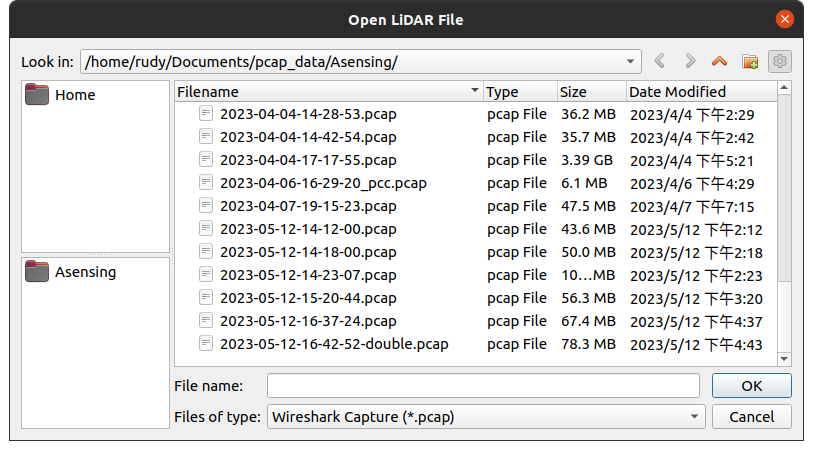 Open LiDAR File
Look in: /home/rudy/Documents/pcap_data/Asensing/
Home
Asensing
Filename Type Size Date Modified
2023-04-04-14-28-53.pcap pcap File 36.2 MB 2023/4/4 下午2:29
2023-04-04-14-42-54.pcap pcap File 35.7 MB 2023/4/4 下午2:42
2023-04-04-17-17-55.pcap pcap File 3.39 GB 2023/4/4 下午5:21
2023-04-06-16-29-20_pcc.pcap pcap File 6.1 MB 2023/4/6 下午4:29
2023-04-07-19-15-23.pcap pcap File 47.5 MB 2023/4/7 下午7:15
2023-05-12-14-12-00.pcap pcap File 43.6 MB 2023/5/12 下午2:12
2023-05-12-14-18-00.pcap pcap File 50.0 MB 2023/5/12 下午2:18
2023-05-12-14-23-07.pcap pcap File 10...MB 2023/5/12 下午2:23
2023-05-12-15-20-44.pcap pcap File 56.3 MB 2023/5/12 下午3:20
2023-05-12-16-37-24.pcap pcap File 67.4 MB 2023/5/12 下午4:37
2023-05-12-16-42-52-double.pcap pcap File 78.3 MB 2023/5/12 下午4:43
File name: OK
Files of type: Wireshark Capture (*.pcap) Cancel